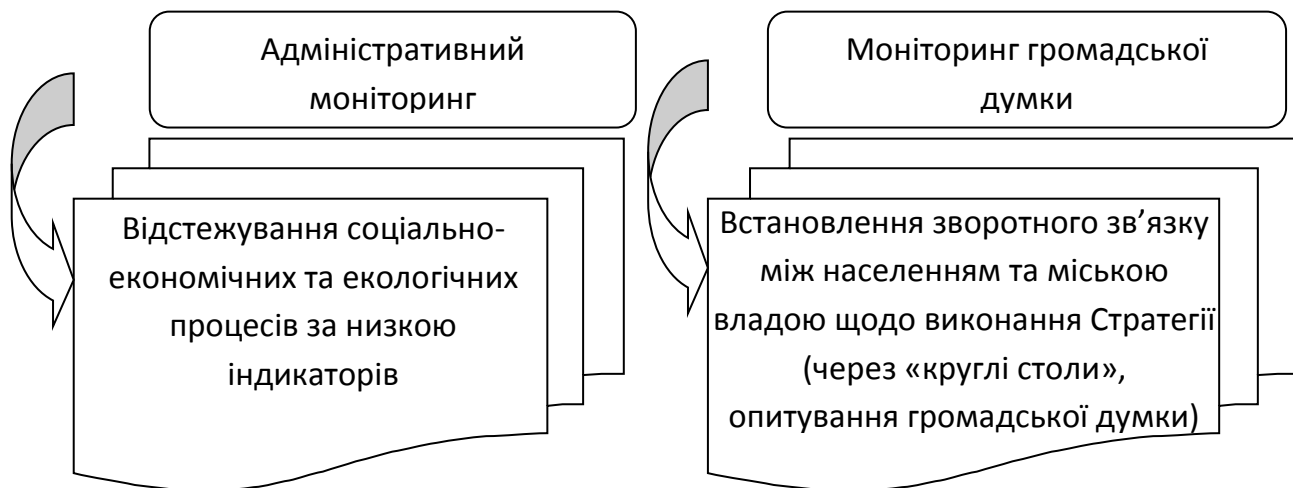 Адміністративний
моніторинг
Відстежування соціально-
економічних та екологічних
процесів за низкою
індикаторів
Моніторинг громадської
думки
Встановлення зворотного зв’язку
між населенням та міською
владою щодо виконання Стратегії
(через «круглі столи»,
опитування громадської думки)